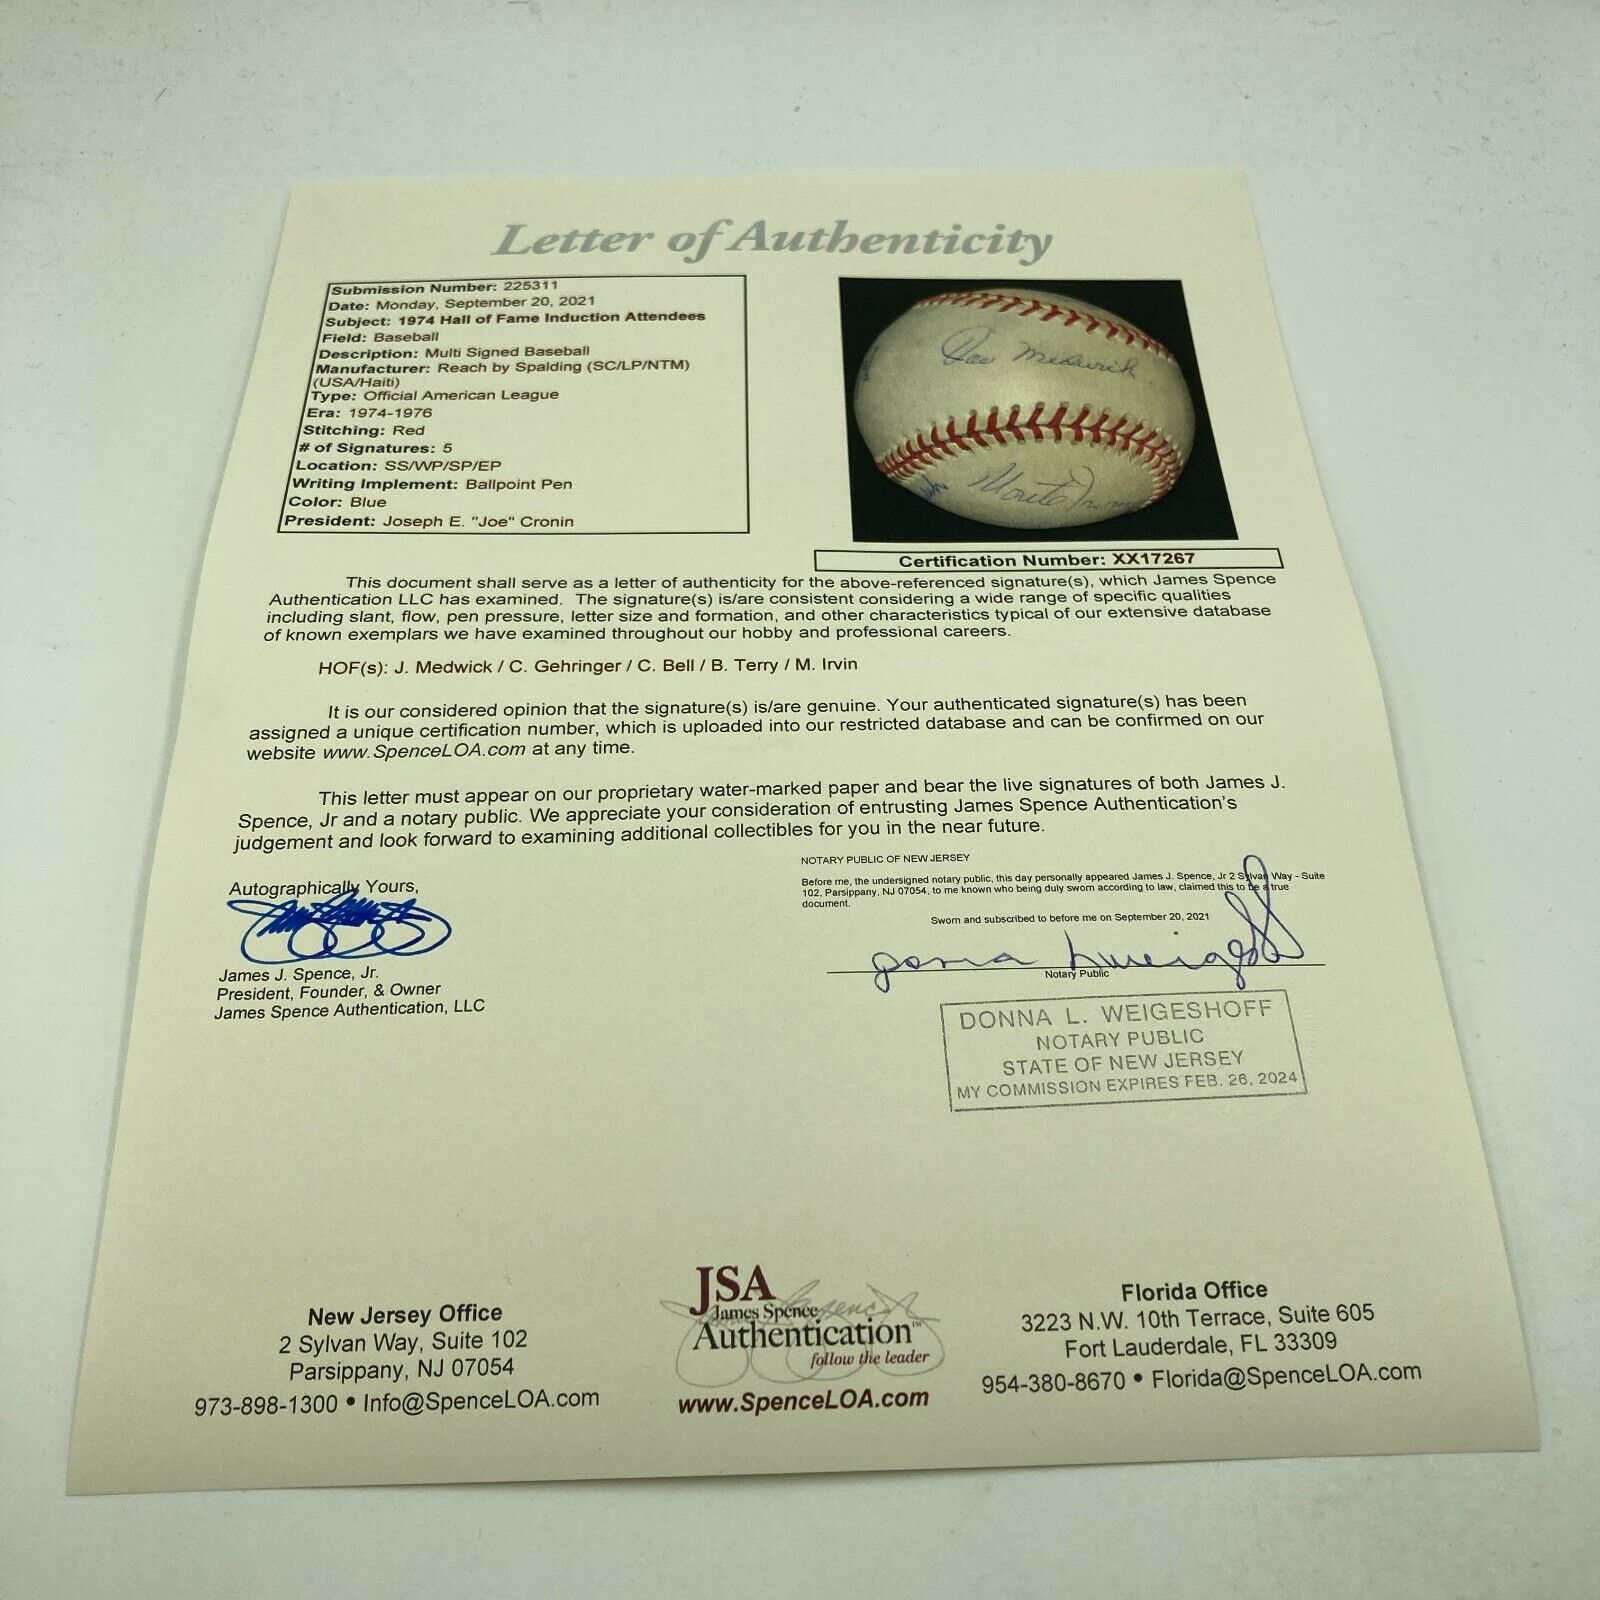 Letter of Authenticity
Submission Number: 225311
Date: Monday, September 20, 2021
Subject: 1974 Hall of Fame Induction Attendees
Field: Baseball
Description: Multi Signed Baseball
Manufacturer: Reach by Spalding (SC/LP/NTM)
(USA/Haiti)
Type: Official American League
Era: 1974-1976
Stitching: Red
# of Signatures: 5
Location: SS/WP/SP/EP
Writing Implement: Ballpoint Pen
Color: Blue
President: Joseph E. "Joe" Cronin
Joe Medwick
Monte Irvin
Certification Number: XX17267
This document shall serve as a letter of authenticity for the above-referenced signature(s), which James Spence
Authentication LLC has examined. The signature(s) is/are consistent considering a wide range of specific qualities
including slant, flow, pen pressure, letter size and formation, and other characteristics typical of our extensive database
of known exemplars we have examined throughout our hobby and professional careers.
HOF(s): J. Medwick / C. Gehringer / C. Bell / B. Terry / M. Irvin
It is our considered opinion that the signature(s) is/are genuine. Your authenticated signature(s) has been
assigned a unique certification number, which is uploaded into our restricted database and can be confirmed on our
website www.SpenceLOA.com at any time.
This letter must appear on our proprietary water-marked paper and bear the live signatures of both James J.
Spence, Jr and a notary public. We appreciate your consideration of entrusting James Spence Authentication's
judgement and look forward to examining additional collectibles for you in the near future.
NOTARY PUBLIC OF NEW JERSEY
Before me, the undersigned notary public, this day personally appeared James J. Spence, Jr 2 Sylvan Way - Suite
102, Parsippany, NJ 07054, to me known who being duly sworn according to law, claimed this to be a true
document.
Sworn and subscribed to before me on September 20, 2021
Notary Public
Autographically Yours,
James J. Spence, Jr.
President, Founder, & Owner
James Spence Authentication, LLC
DONNA L. WEIGESHOFF
NOTARY PUBLIC
STATE OF NEW JERSEY
MY COMMISSION EXPIRES FEB. 26, 2024
New Jersey Office
2 Sylvan Way, Suite 102
Parsippany, NJ 07054
973-898-1300 • Info@SpenceLOA.com
JSA
James Spence
Authentication™
follow the leader
www.SpenceLOA.com
Florida Office
3223 N.W. 10th Terrace, Suite 605
Fort Lauderdale, FL 33309
954-380-8670 • Florida@SpenceLOA.com